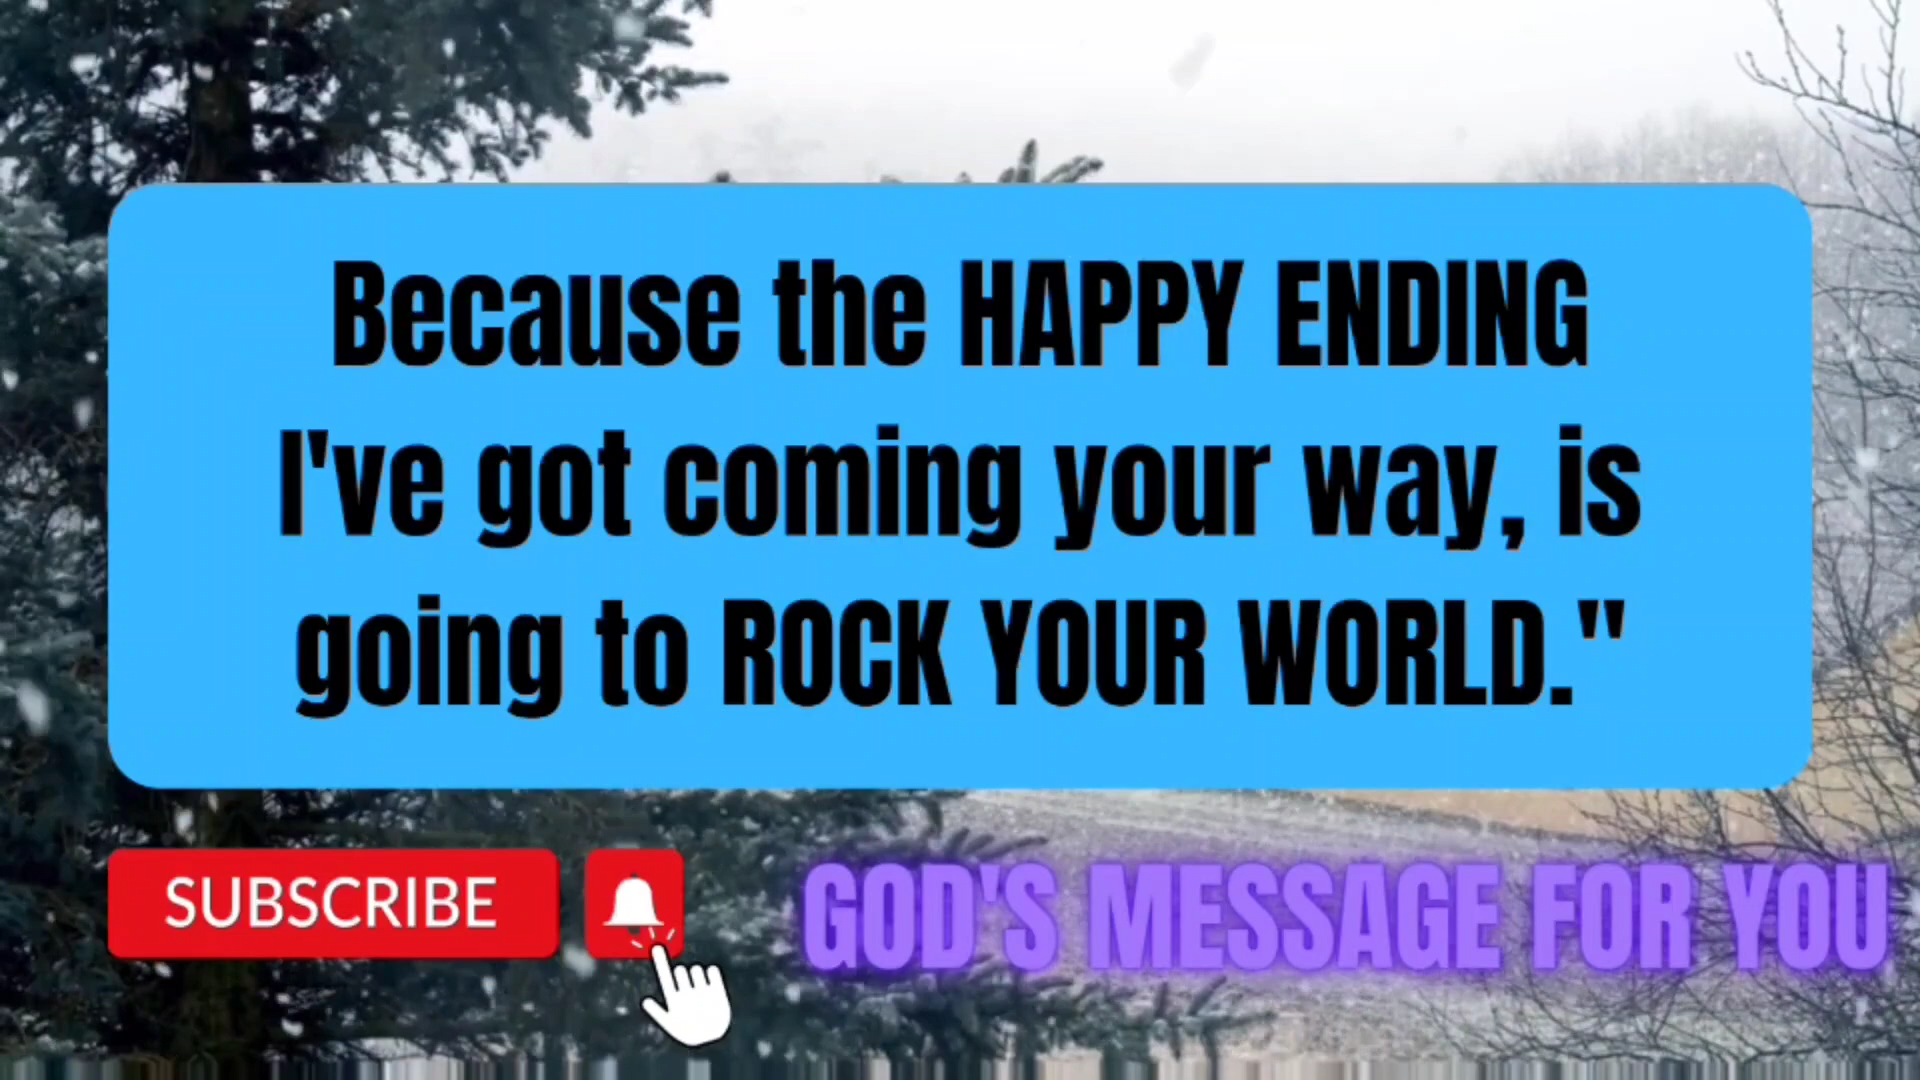 Because the HAPPY ENDING
I've got coming your way, is
going to ROCK YOUR WORLD."
SUBSCRIBE
GOD'S MESSAGE FOR YOU